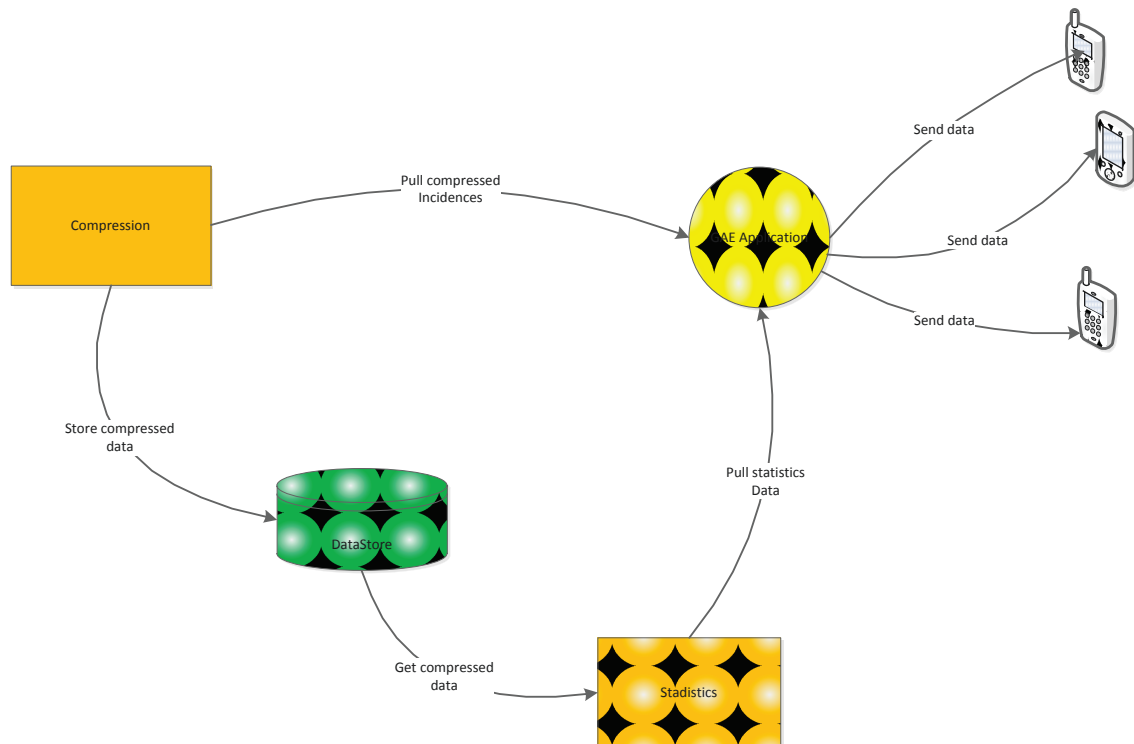 Send data
Compression
Pull compressed
Incidences
GAE Application
Send data
Send data
Store compressed
data
Pull statistics
Data
DataStore
Get compressed
data
Stadistics